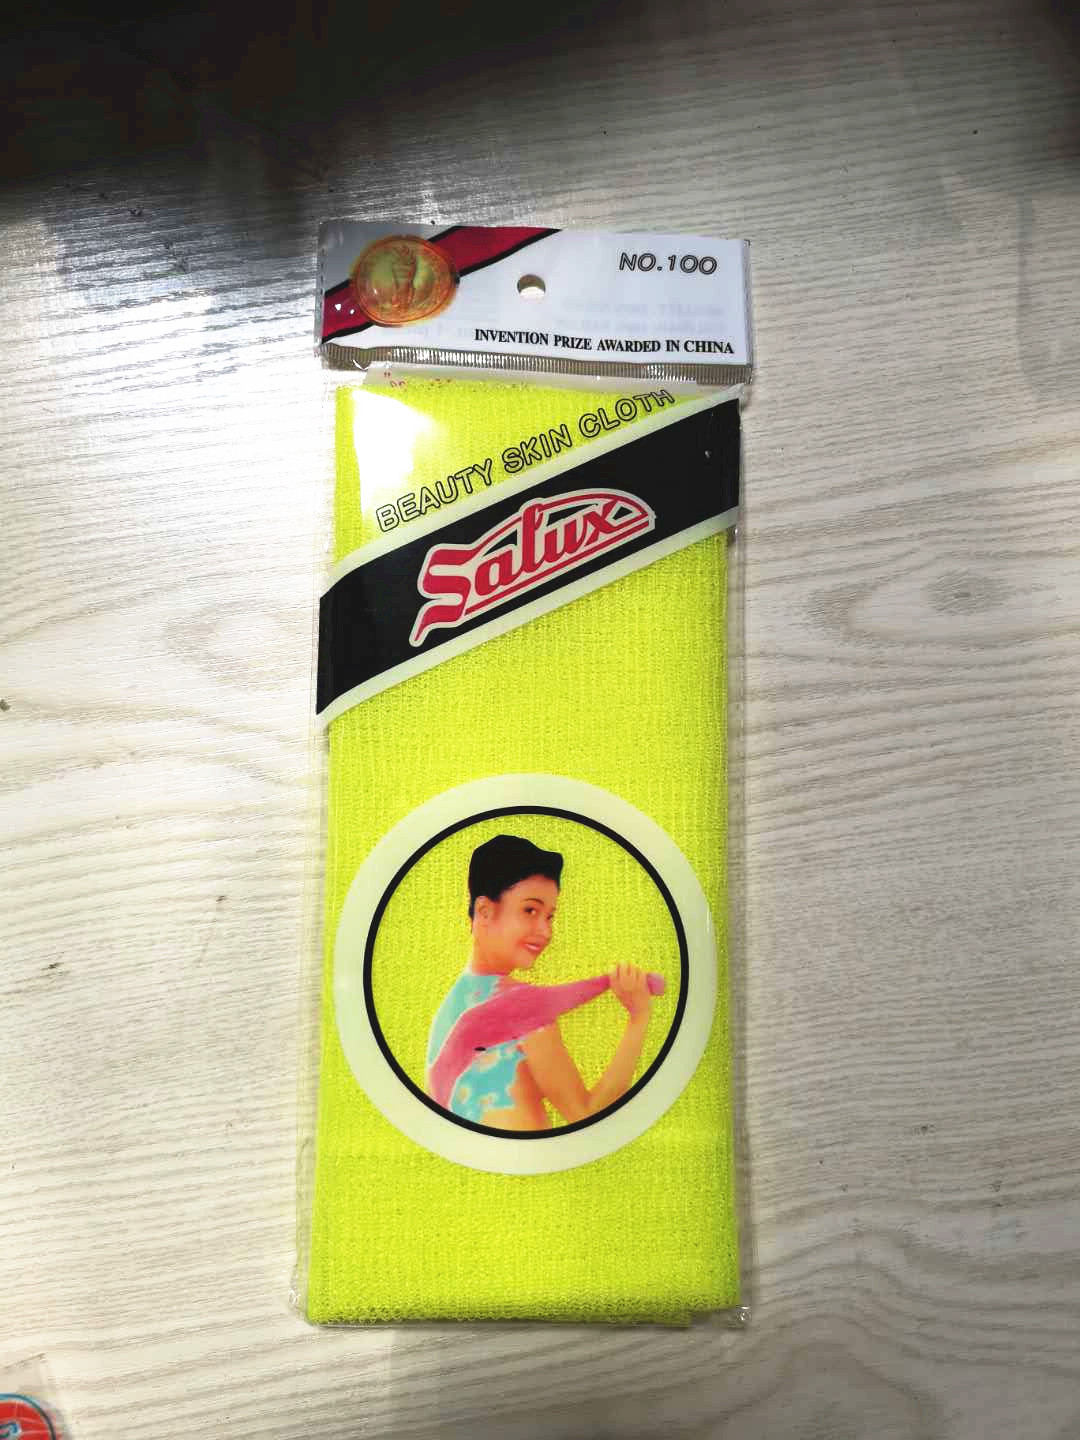 NO.100
INVENTION PRIZE AWARDED IN CHINA
BEAUTY SKIN CLOTH
Salux